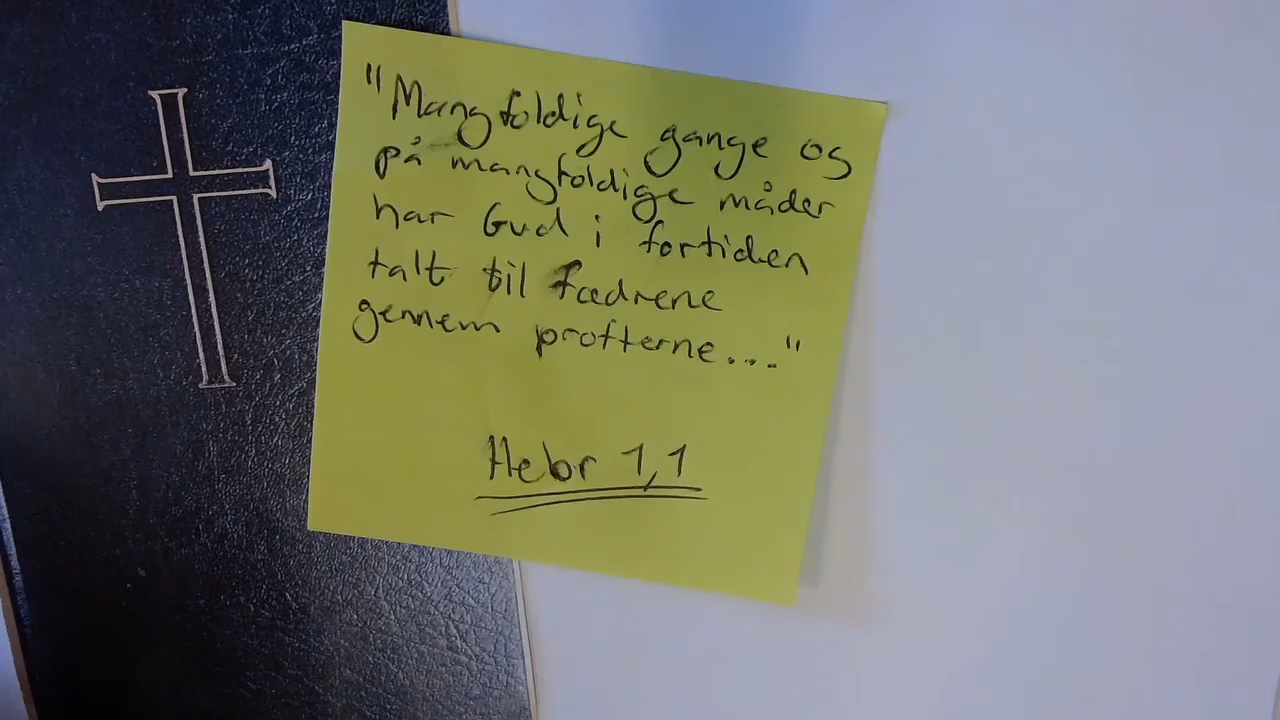 "Mangfoldige gange og
på mangfoldige måder
har Gud i fortiden
talt til fædrene
gennem profterne...."
Hebr 1,1